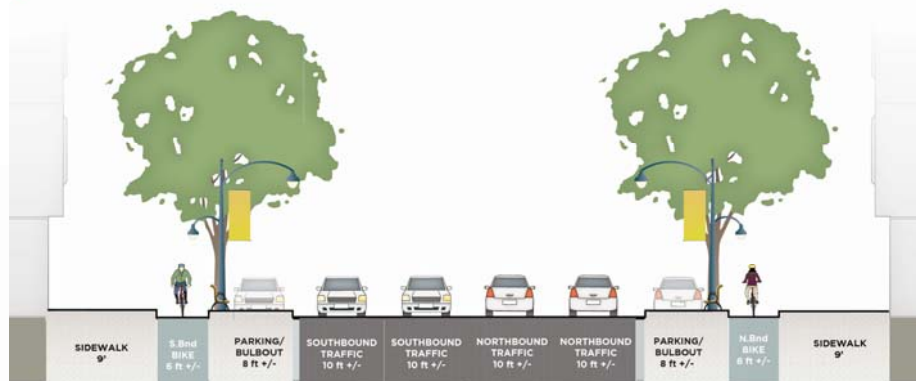 SIDEWALK
9'
S.Bnd
BIKE
6 ft +/-
PARKING/
BULBOUT
8 ft +/-
SOUTHBOUND
TRAFFIC
10 ft +/-
SOUTHBOUND
TRAFFIC
10 ft +/-
NORTHBOUND
TRAFFIC
10 ft +/-
NORTHBOUND
TRAFFIC
10 ft +/-
PARKING/
BULBOUT
8 ft +/-
N.Bnd
BIKE
6 ft +/-
SIDEWALK
9'